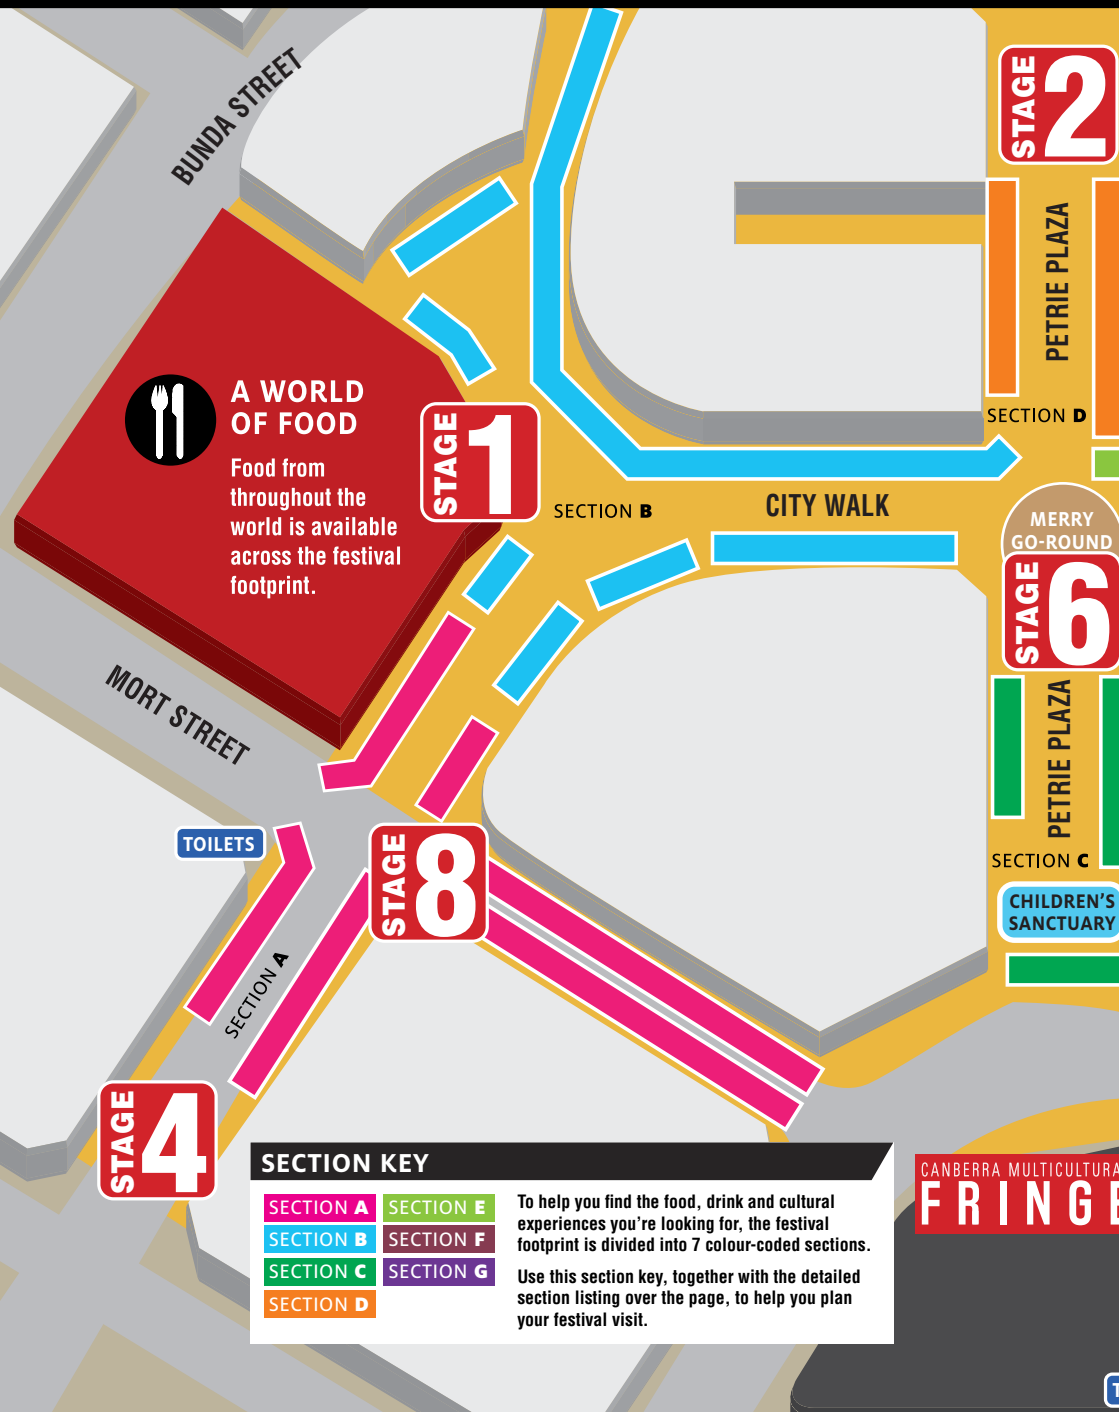 BUNDA STREET
STAGE 2
PETRIE PLAZA
SECTION D
A WORLD
OF FOOD
Food from
throughout the
world is available
across the festival
footprint.
STAGE 1
SECTION B
CITY WALK
MERRY
GO-ROUND
STAGE 6
MORT STREET
PETRIE PLAZA
TOILETS
STAGE 8
SECTION C
CHILDREN'S
SANCTUARY
SECTION A
STAGE 4
SECTION KEY
SECTION A
SECTION B
SECTION C
SECTION D
SECTION E
SECTION F
SECTION G
To help you find the food, drink and cultural
experiences you're looking for, the festival
footprint is divided into 7 colour-coded sections.
Use this section key, together with the detailed
section listing over the page, to help you plan
your festival visit.
CANBERRA MULTICULTURA
FRINGE